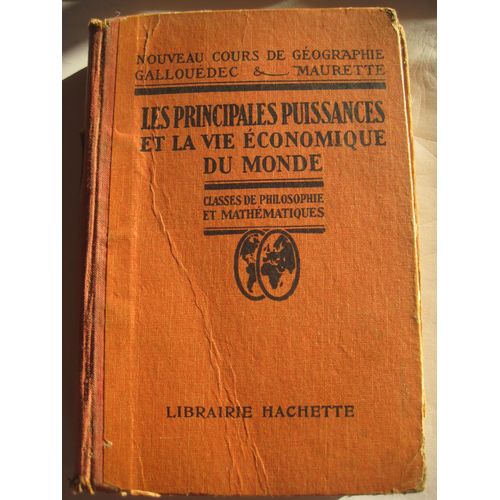 NOUVEAU COURS DE GÉOGRAPHIE
GALLOUÉDEC & MAURETTE
LES PRINCIPALES PUISSANCES
ET LA VIE ÉCONOMIQUE
DU MONDE
CLASSES DE PHILOSOPHIE
ET MATHÉMATIQUES
LIBRAIRIE HACHETTE